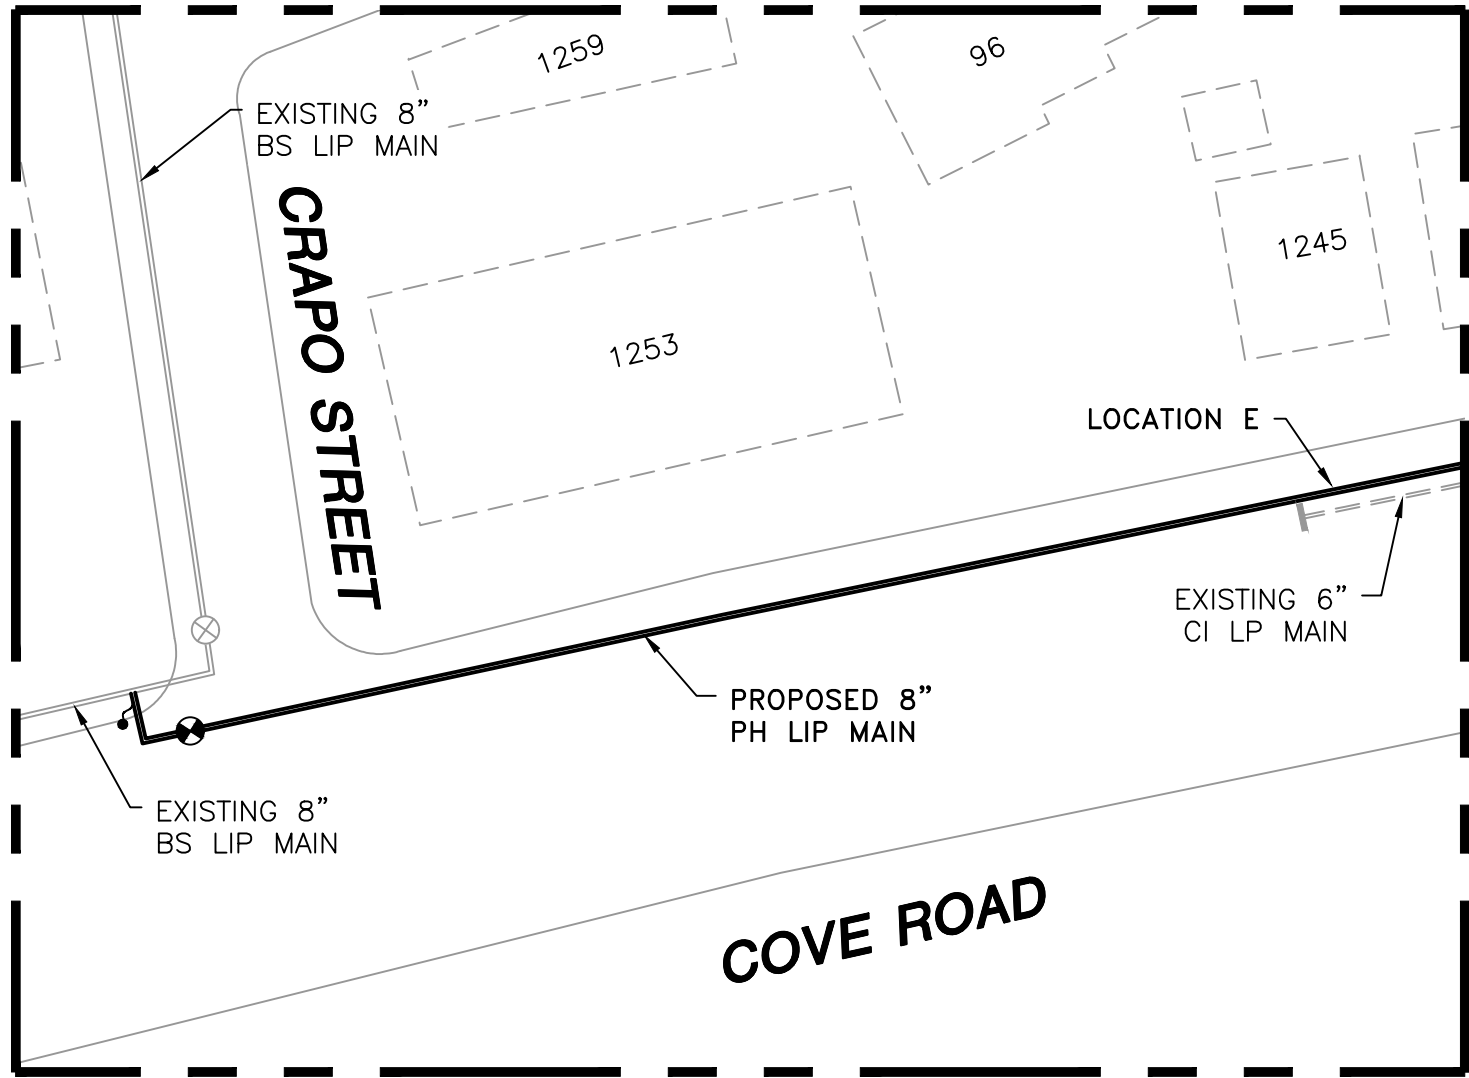 1259
96
EXISTING 8”
BS LIP MAIN
CRAPO STREET
1245
1253
LOCATION E
EXISTING 6”
CI LP MAIN
PROPOSED 8”
PH LIP MAIN
EXISTING 8”
BS LIP MAIN
COVE ROAD